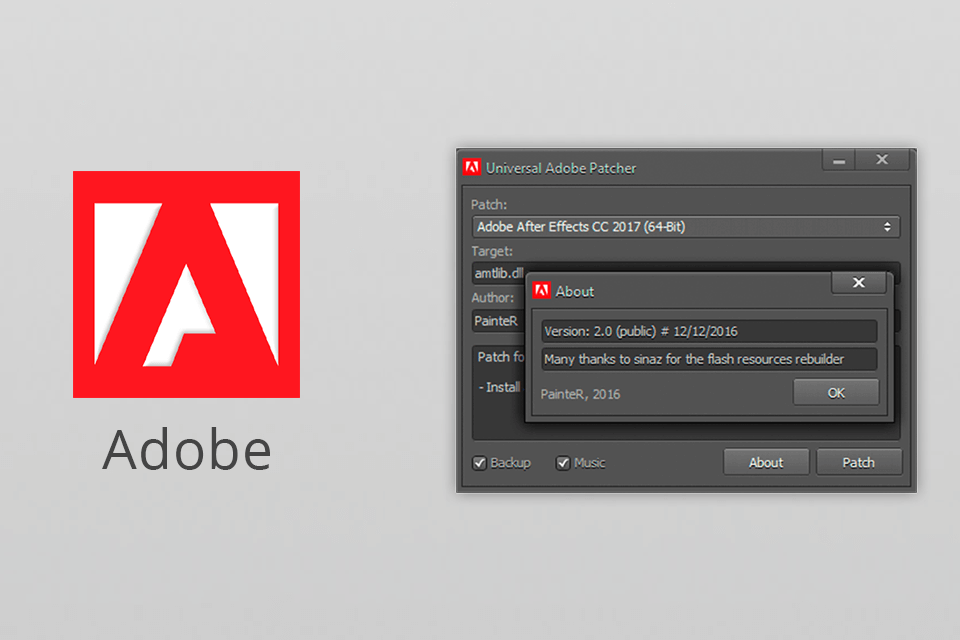 Adobe
Universal Adobe Patcher
Patch:
Adobe After Effects CC 2017 (64-Bit)
Target:
amtlib.dll
Author:
PainteR
Patch fo
- Install
About
Version: 2.0 (public) # 12/12/2016
Many thanks to sinaz for the flash resources rebuilder
PainteR, 2016
OK
Backup
Music
About
Patch